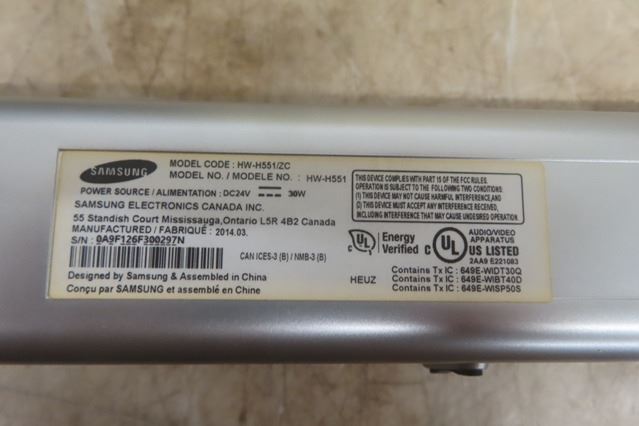 SAMSUNG
MODEL CODE : HW-H551/ZC
MODEL NO. / MODELE NO. : HW-H551
POWER SOURCE / ALIMENTATION : DC24V 30W
SAMSUNG ELECTRONICS CANADA INC.
55 Standish Court Mississauga,Ontario L5R 4B2 Canada
MANUFACTURED / FABRIQUÉ : 2014.03.
S/N : 0A9F126F300297N
CAN ICES-3 (B) / NMB-3 (B)
Designed by Samsung & Assembled in China
Conçu par SAMSUNG et assemblé en Chine
THIS DEVICE COMPLIES WITH PART 15 OF THE FCC RULES.
OPERATION IS SUBJECT TO THE FOLLOWING TWO CONDITIONS:
(1) THIS DEVICE MAY NOT CAUSE HARMFUL INTERFERENCE, AND
(2) THIS DEVICE MUST ACCEPT ANY INTERFERENCE RECEIVED,
INCLUDING INTERFERENCE THAT MAY CAUSE UNDESIRED OPERATION.
C UL Energy Verified
C UL US LISTED
AUDIO/VIDEO
APPARATUS
2AA9 E221083
HEUZ
Contains Tx IC : 649E-WIDT30Q
Contains Tx IC : 649E-WIBT40D
Contains Tx IC : 649E-WISP50S